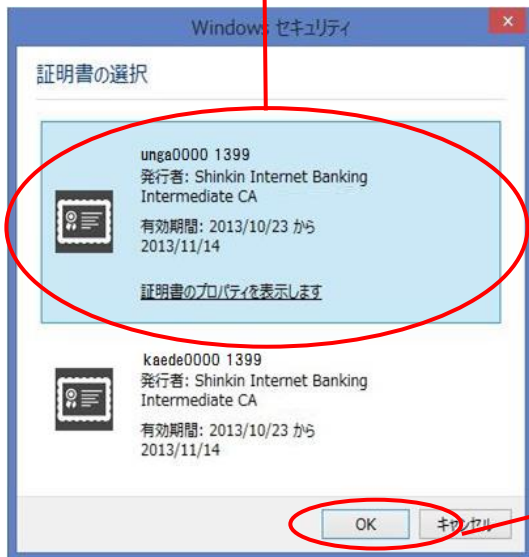 Windows セキュリティ
証明書の選択
unga0000 1399
発行者: Shinkin Internet Banking
Intermediate CA
有効期間: 2013/10/23 から
2013/11/14
証明書のプロパティを表示します
kaede0000 1399
発行者: Shinkin Internet Banking
Intermediate CA
有効期間: 2013/10/23 から
2013/11/14
OK
キャンセル